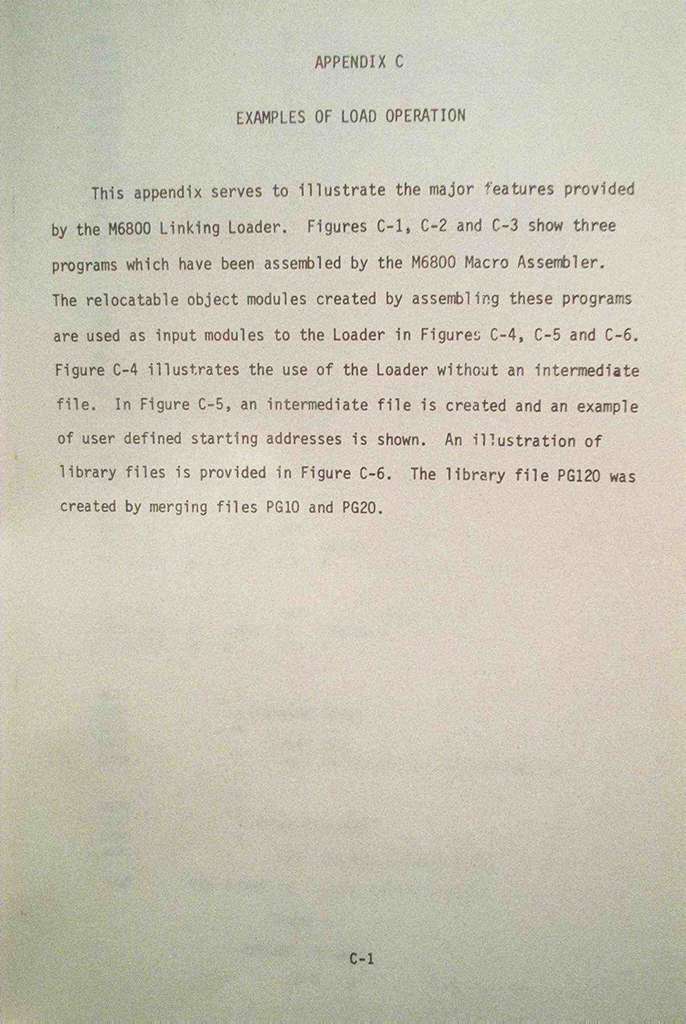 APPENDIX C
EXAMPLES OF LOAD OPERATION
This appendix serves to illustrate the major features provided
by the M6800 Linking Loader. Figures C-1, C-2 and C-3 show three
programs which have been assembled by the M6800 Macro Assembler.
The relocatable object modules created by assembling these programs
are used as input modules to the Loader in Figures C-4, C-5 and C-6.
Figure C-4 illustrates the use of the Loader without an intermediate
file. In Figure C-5, an intermediate file is created and an example
of user defined starting addresses is shown. An illustration of
library files is provided in Figure C-6. The library file PG120 was
created by merging files PG10 and PG20.
C-1